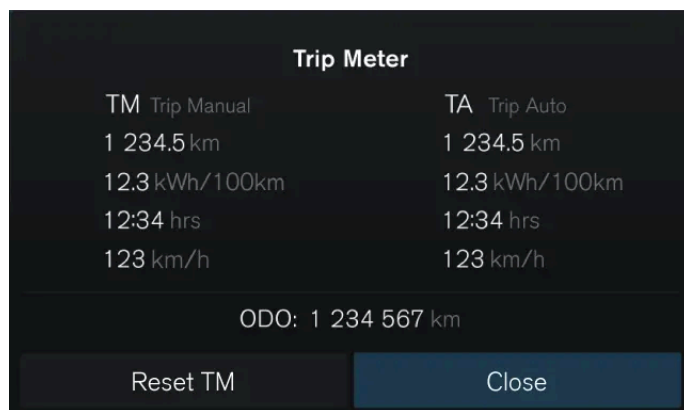 Trip Meter
TM Trip Manual
1 234.5 km
12.3 kWh/100km
12:34 hrs
123 km/h
TA Trip Auto
1 234.5 km
12.3 kWh/100km
12:34 hrs
123 km/h
ODO: 1 234 567 km
Reset TM
Close